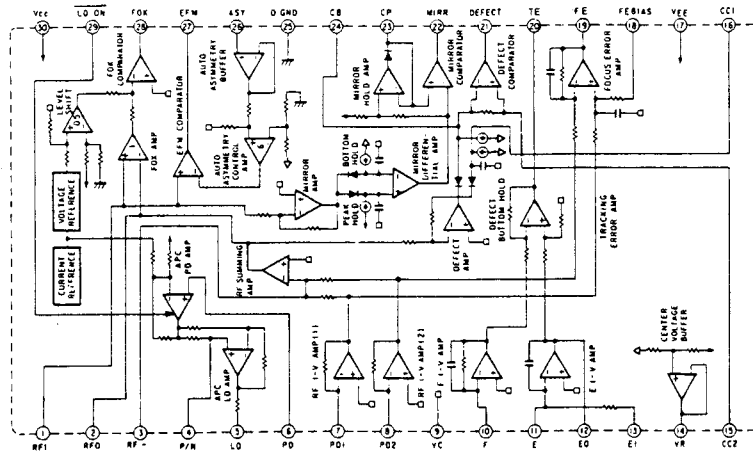 Vcc
LD ON
FOK
EFM
ASY
D GND
CB
CP
MIRR
DEFECT
TE
FE
FEBIAS
VEE
CC1
30
29
28
27
26
25
24
23
22
21
20
19
18
17
16
LEVEL SHIFT
FOK COMPARATOR
AUTO ASYMMETRY BUFFER
MIRROR HOLD AMP
MIRROR COMPARATOR
DEFECT COMPARATOR
FOCUS ERROR AMP
FOX AMP
EFM COMPARATOR
AUTO ASYMMETRY CONTROL AMP
MIRROR AMP
BOTTOM HOLD
PEAK HOLD
MIRROR DIFFEREN-TIAL AMP
DEFECT AMP
DEFECT BOTTOM HOLD
TRACKING ERROR AMP
VOLTAGE REFERENCE
CURRENT REFERENCE
APC PD AMP
RF SUMMING AMP
APC LD AMP
RF I-V AMP(1)
RF I-V AMP(2)
F I-V AMP
E I-V AMP
CENTER VOLTAGE BUFFER
1
2
3
4
5
6
7
8
9
10
11
12
13
14
15
RFI
RFO
RF-
P/N
LD
PD
PD1
PD2
VC
F
E
EO
EI
VR
CC2